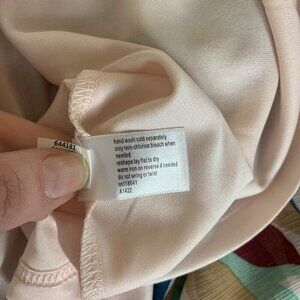 644181
hand wash cold separately
only non-chlorine bleach when
needed
reshape lay flat to dry
warm iron on reverse if needed
do not wring or twist
rn118641
A1422